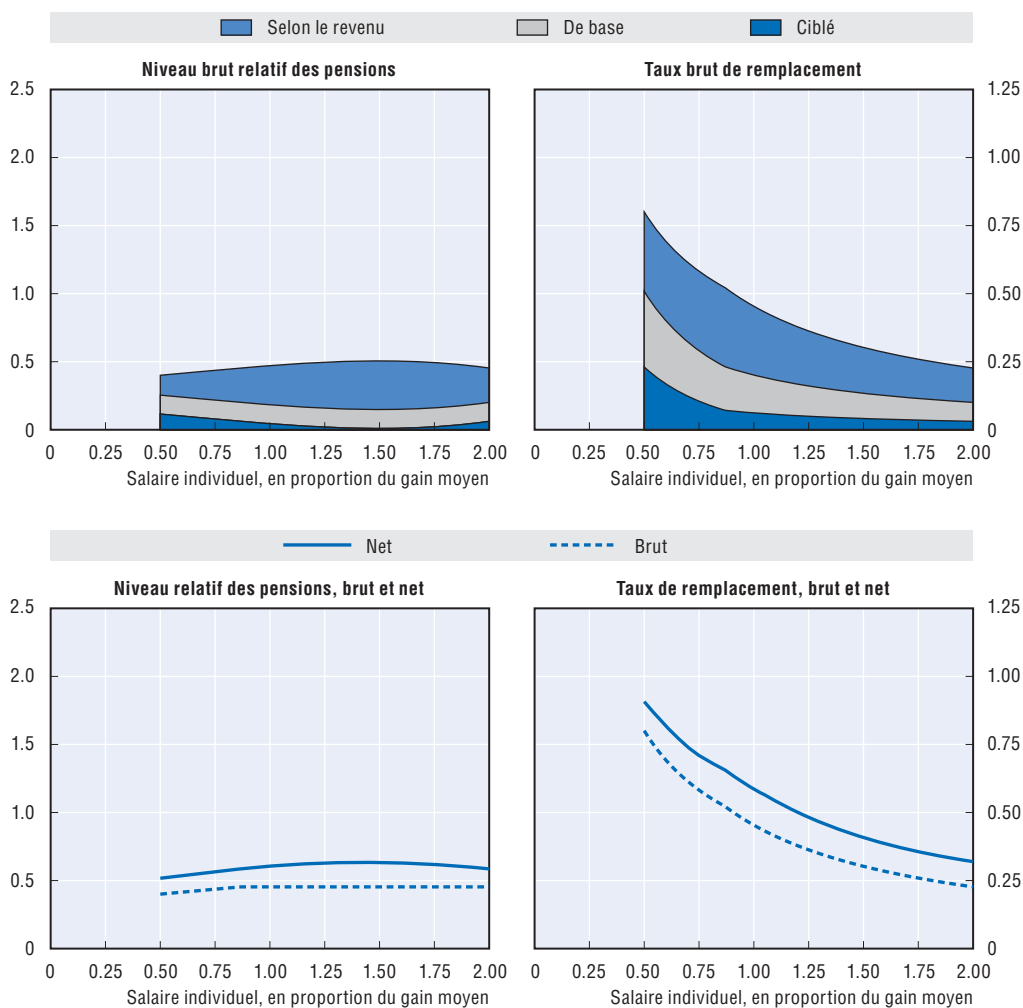 Selon le revenu De base Ciblé
Niveau brut relatif des pensions
2.5
2.0
1.5
1.0
0.5
0
0 0.25 0.50 0.75 1.00 1.25 1.50 1.75 2.00
Salaire individuel, en proportion du gain moyen
Taux brut de remplacement
1.25
1.00
0.75
0.50
0.25
0
0 0.25 0.50 0.75 1.00 1.25 1.50 1.75 2.00
Salaire individuel, en proportion du gain moyen
Net Brut
Niveau relatif des pensions, brut et net
2.5
2.0
1.5
1.0
0.5
0
0 0.25 0.50 0.75 1.00 1.25 1.50 1.75 2.00
Salaire individuel, en proportion du gain moyen
Taux de remplacement, brut et net
1.25
1.00
0.75
0.50
0.25
0
0 0.25 0.50 0.75 1.00 1.25 1.50 1.75 2.00
Salaire individuel, en proportion du gain moyen